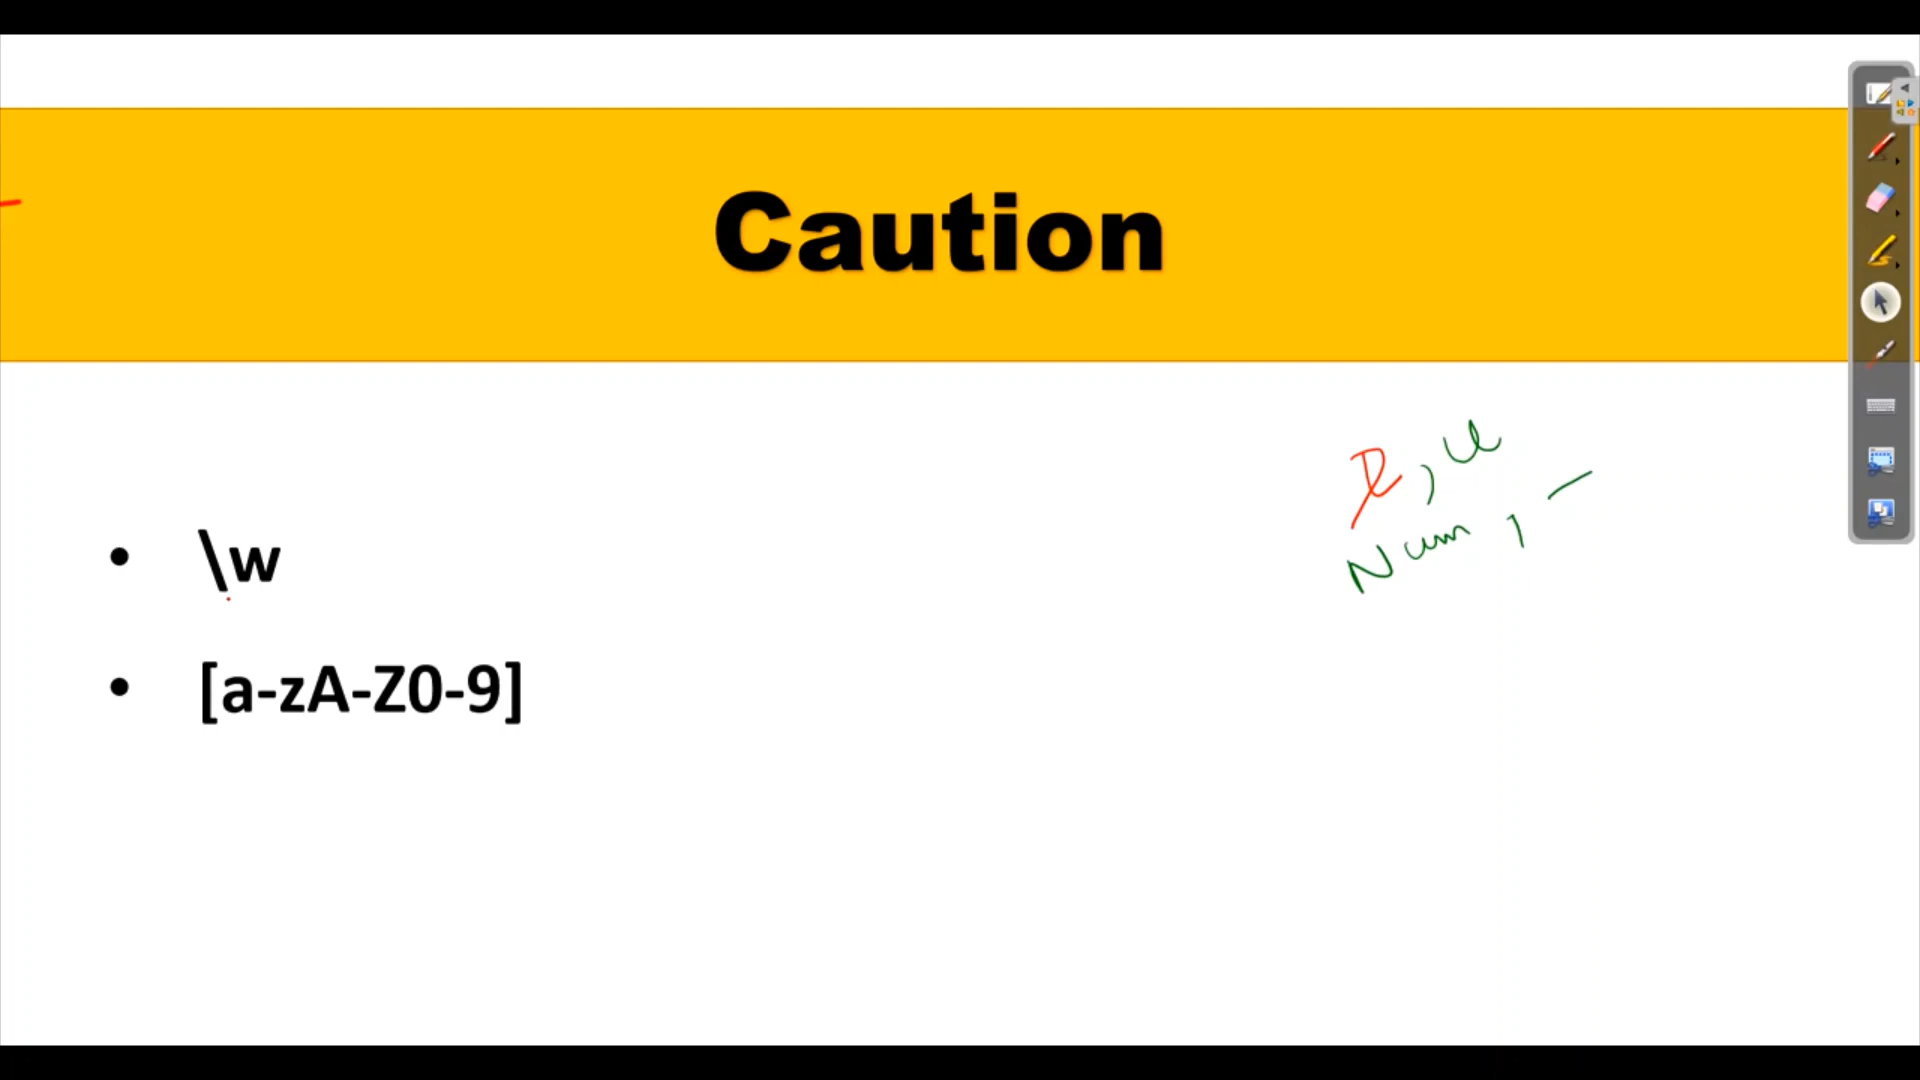 Caution
l, u
Num, _
• \w
• [a-zA-Z0-9]